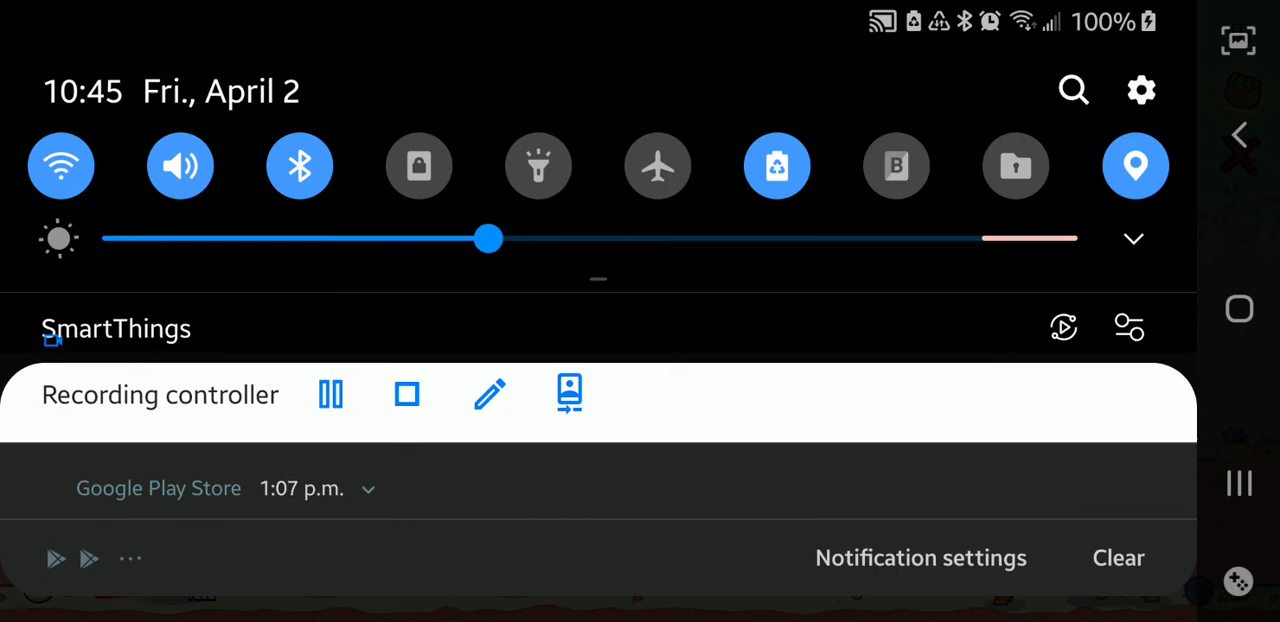 100%
10:45 Fri., April 2
B
SmartThings
Recording controller
Google Play Store 1:07 p.m.
Notification settings Clear